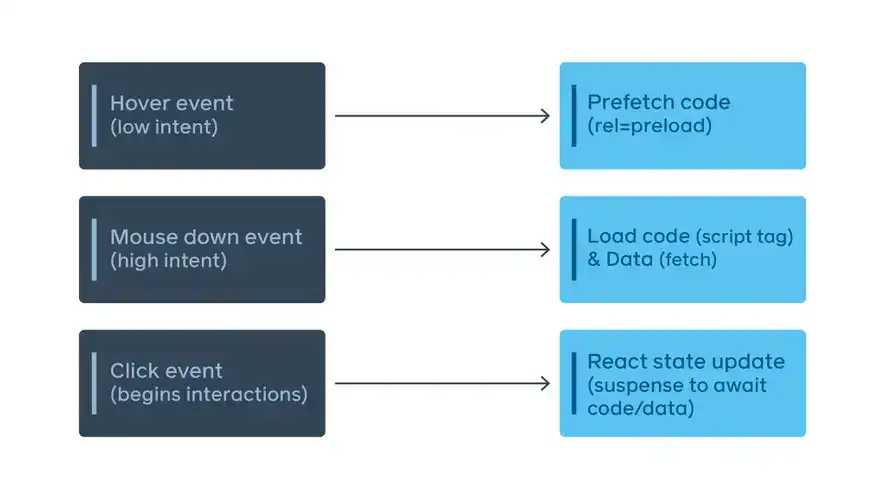 Hover event
(low intent)
Prefetch code
(rel=preload)
Mouse down event
(high intent)
Load code (script tag)
& Data (fetch)
Click event
(begins interactions)
React state update
(suspense to await
code/data)